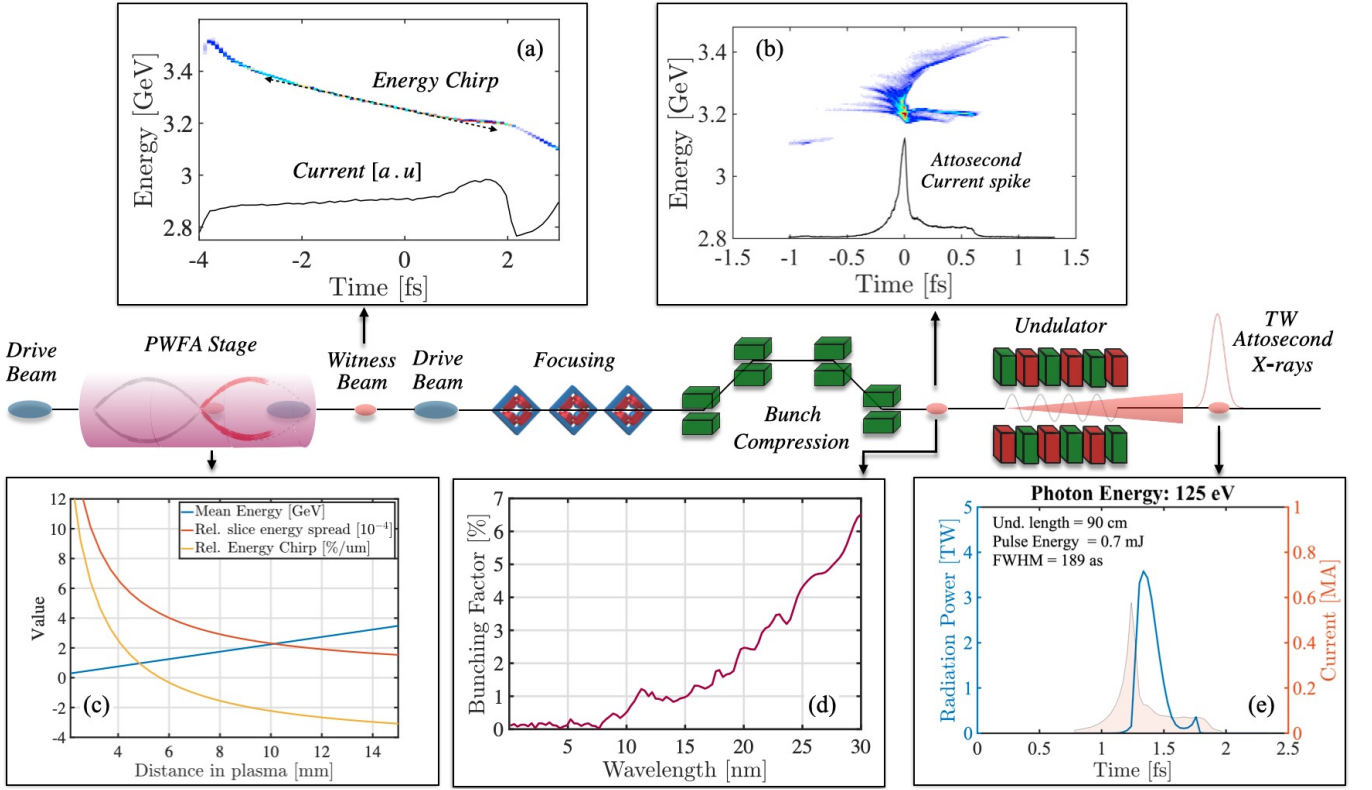 (a)
Energy Chirp
Current [a.u]
Energy [GeV]
3.4
3.2
3
2.8
-4
-2
0
2
Time [fs]
(b)
Attosecond
Current spike
Energy [GeV]
3.4
3.2
3
2.8
-1.5
-1
-0.5
0
0.5
1
1.5
Time [fs]
Drive
Beam
PWFA Stage
Witness
Beam
Drive
Beam
Focusing
Bunch
Compression
Undulator
TW
Attosecond
X-rays
12
10
8
6
4
2
0
-2
-4
Value
Mean Energy [GeV]
Rel. slice energy spread [10⁻⁴]
Rel. Energy Chirp [%/um]
(c)
4
6
8
10
12
14
Distance in plasma [mm]
7
6
5
4
3
2
1
0
Bunching Factor [%]
(d)
5
10
15
20
25
30
Wavelength [nm]
Photon Energy: 125 eV
Und. length = 90 cm
Pulse Energy = 0.7 mJ
FWHM = 189 as
5
4
3
2
1
0
Radiation Power [TW]
1
0.8
0.6
0.4
0.2
0
Current [MA]
(e)
0
0.5
1
1.5
2
2.5
Time [fs]